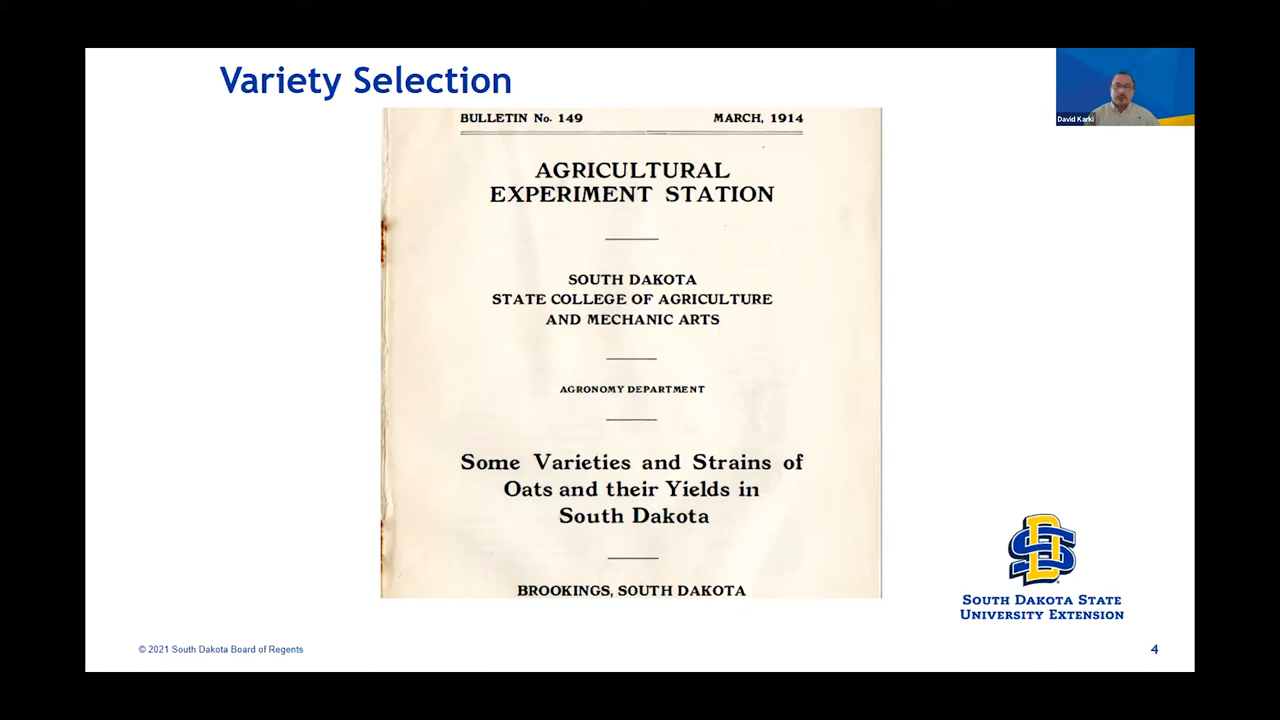 Variety Selection
David Karki
BULLETIN No. 149 MARCH, 1914
AGRICULTURAL
EXPERIMENT STATION
SOUTH DAKOTA
STATE COLLEGE OF AGRICULTURE
AND MECHANIC ARTS
AGRONOMY DEPARTMENT
Some Varieties and Strains of
Oats and their Yields in
South Dakota
BROOKINGS, SOUTH DAKOTA
SOUTH DAKOTA STATE
UNIVERSITY EXTENSION
© 2021 South Dakota Board of Regents
4